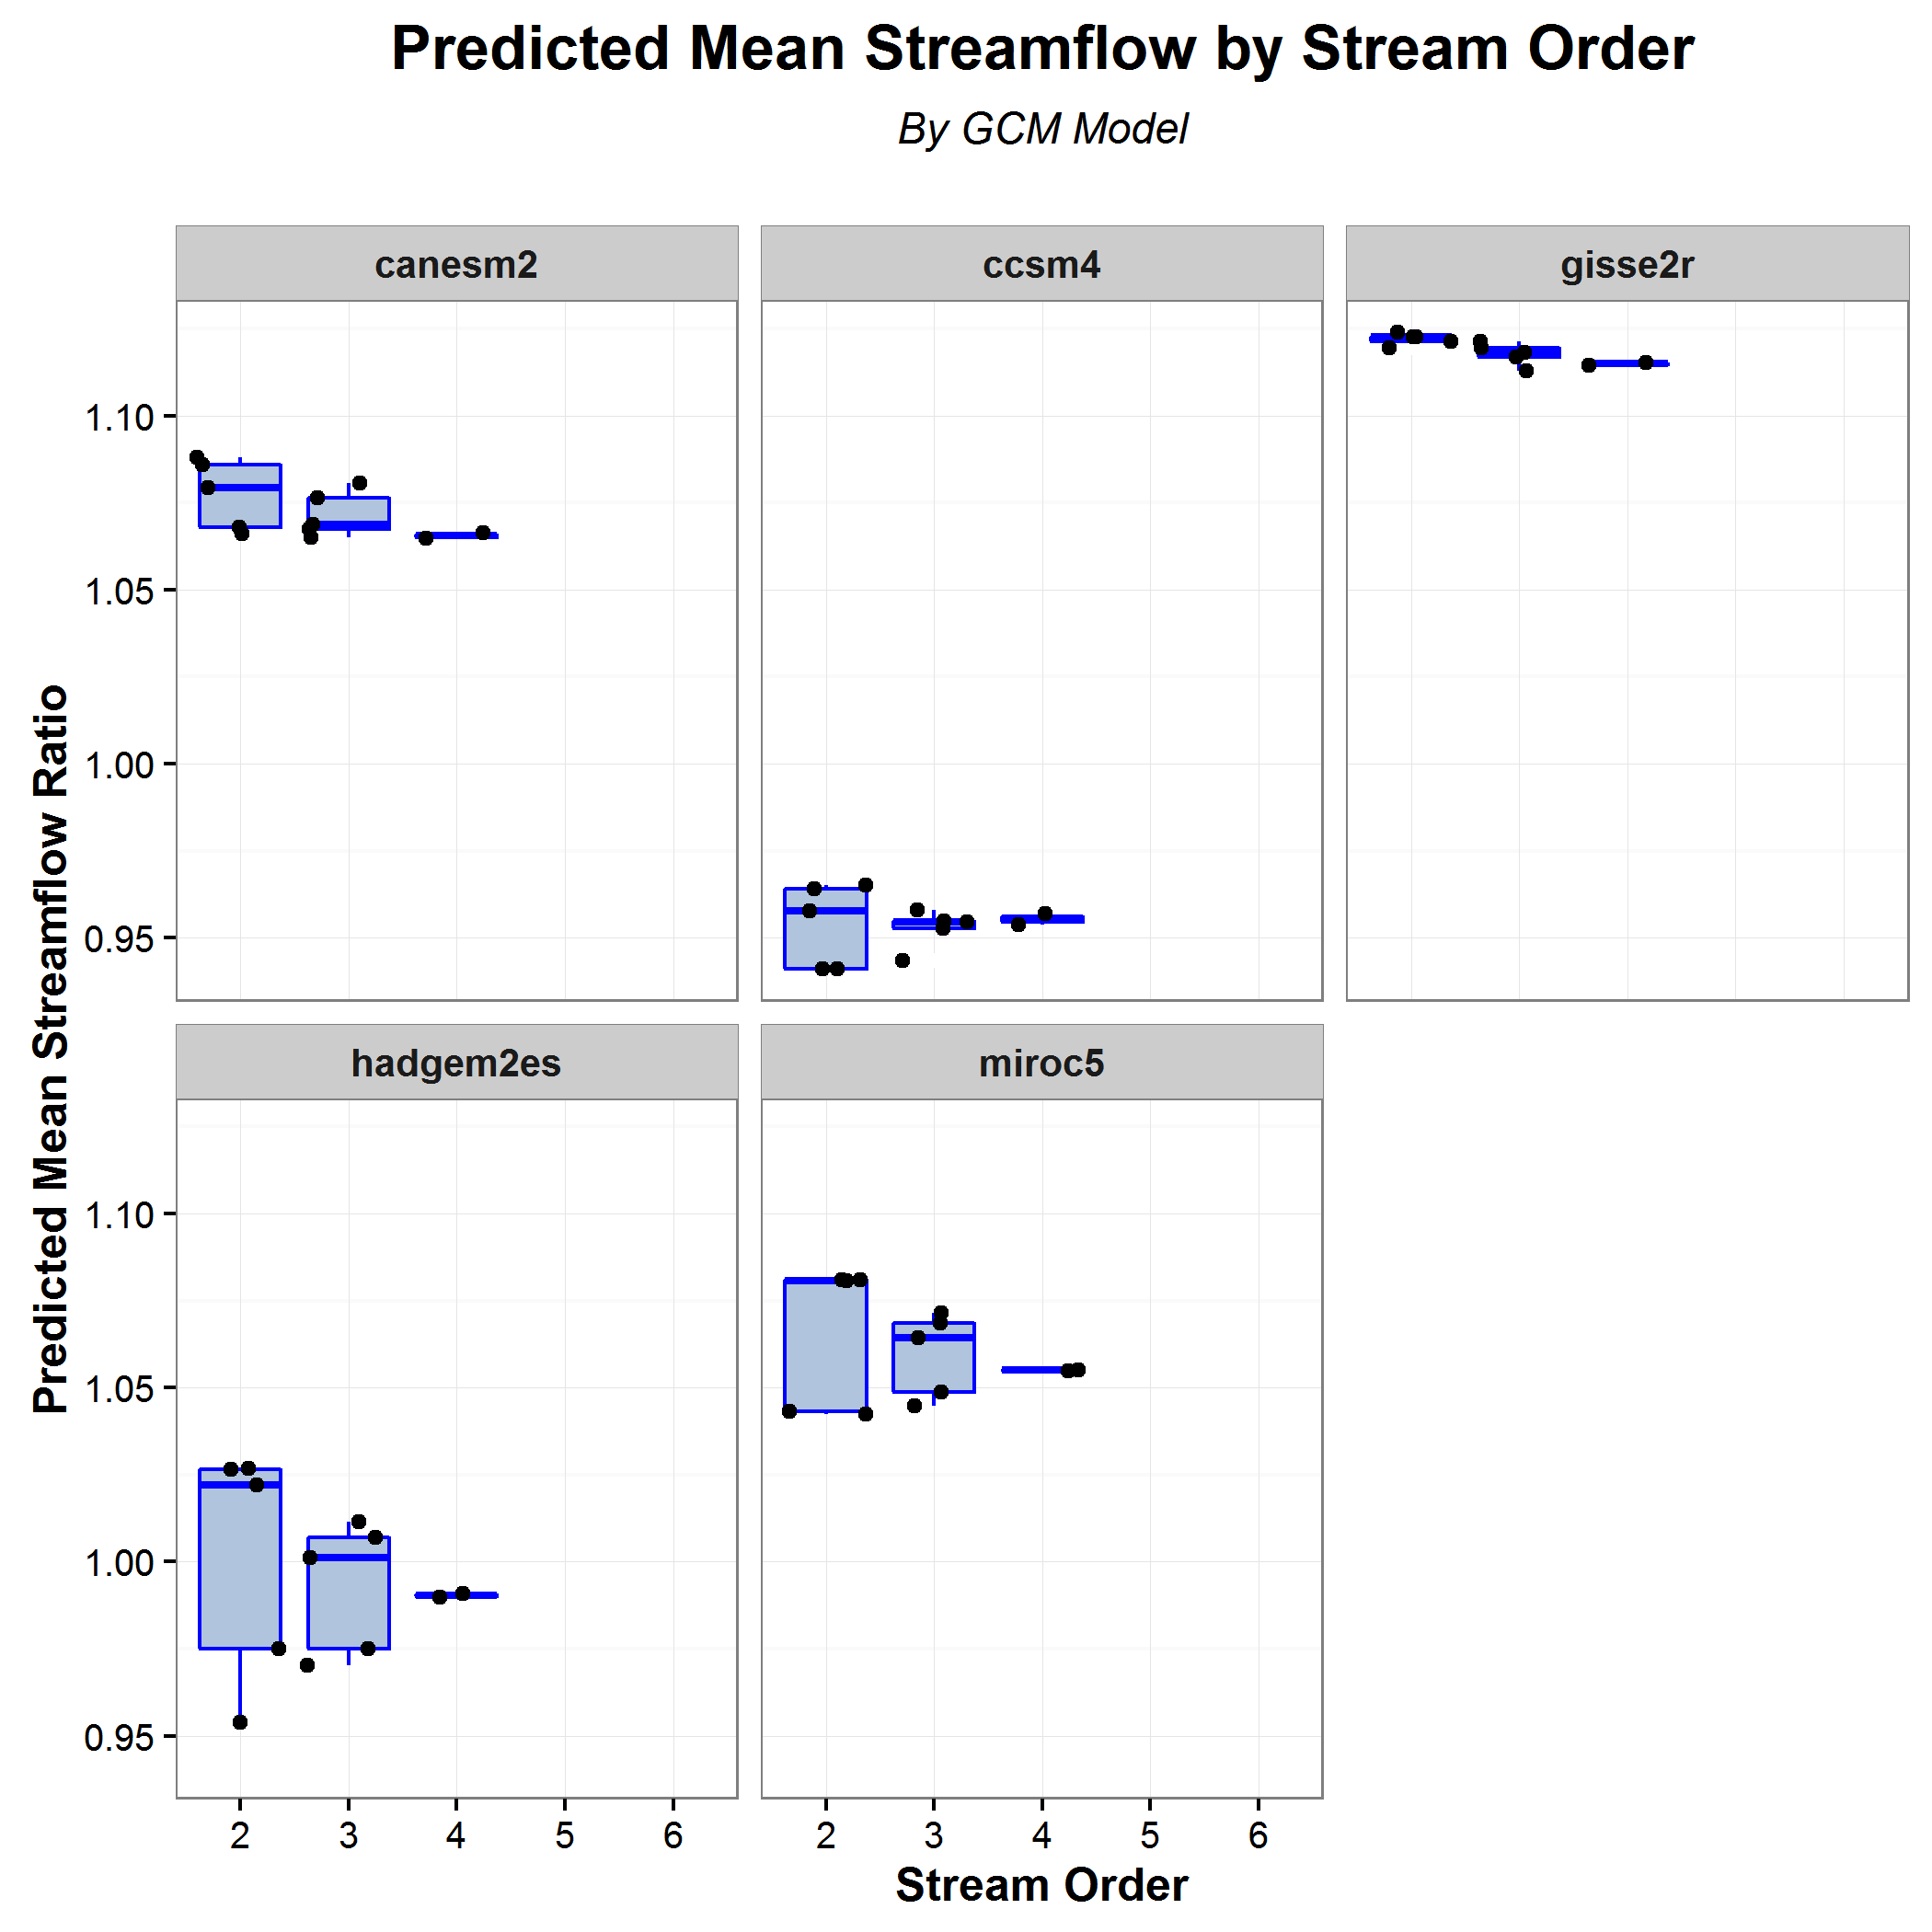 Predicted Mean Streamflow by Stream Order
By GCM Model
canesm2
ccsm4
gisse2r
1.10
1.05
1.00
0.95
Predicted Mean Streamflow Ratio
hadgem2es
miroc5
1.10
1.05
1.00
0.95
2 3 4 5 6
2 3 4 5 6
Stream Order